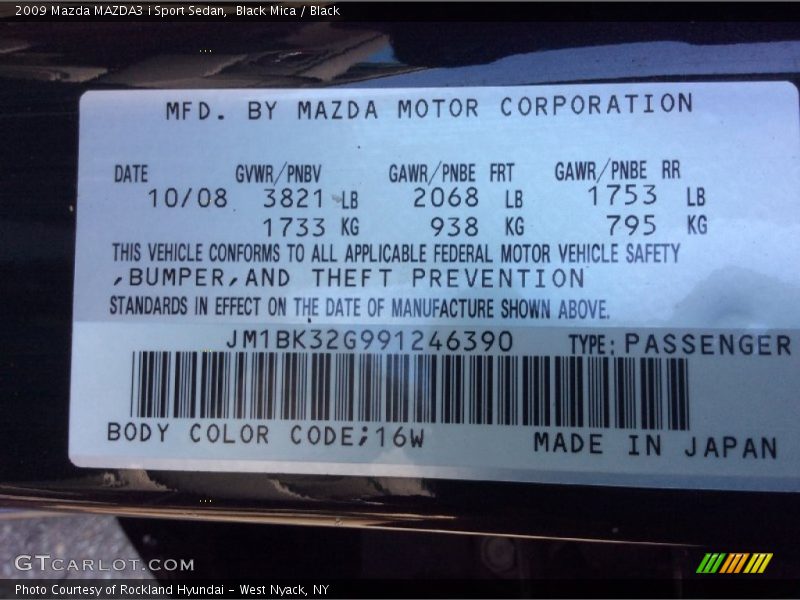 2009 Mazda MAZDA3 i Sport Sedan, Black Mica / Black
MFD. BY MAZDA MOTOR CORPORATION
DATE GVWR/PNBV GAWR/PNBE FRT GAWR/PNBE RR
10/08 3821 LB 2068 LB 1753 LB
1733 KG 938 KG 795 KG
THIS VEHICLE CONFORMS TO ALL APPLICABLE FEDERAL MOTOR VEHICLE SAFETY
,BUMPER,AND THEFT PREVENTION
STANDARDS IN EFFECT ON THE DATE OF MANUFACTURE SHOWN ABOVE.
JM1BK32G991246390 TYPE: PASSENGER
BODY COLOR CODE;16W MADE IN JAPAN
GTCARLOT.COM
Photo Courtesy of Rockland Hyundai - West Nyack, NY